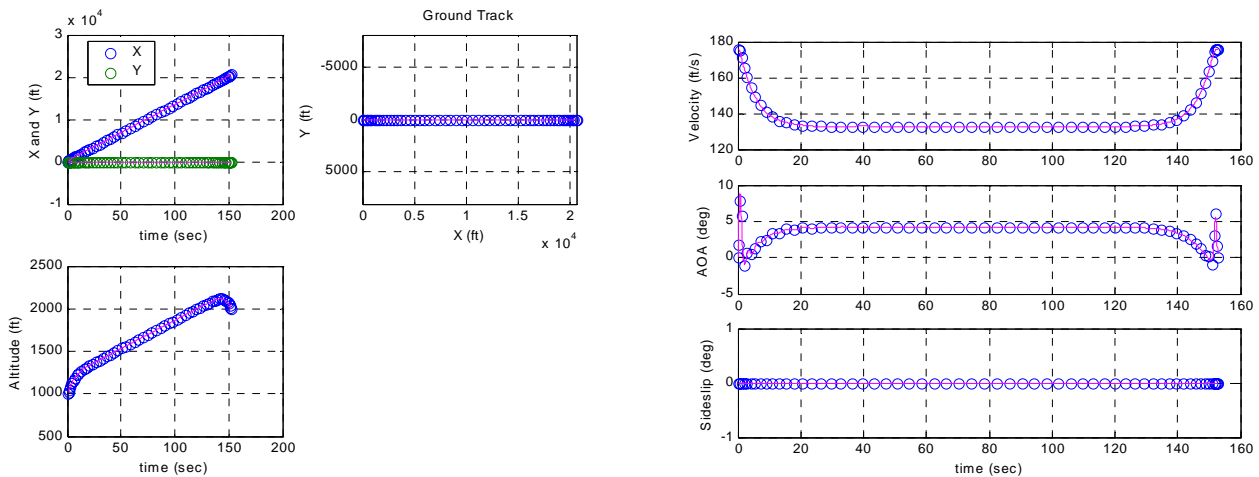 x 10^4
3
2
1
0
-1
X and Y (ft)
X
Y
0 50 100 150 200
time (sec)
Ground Track
-5000
0
5000
Y (ft)
0 0.5 1 1.5 2
X (ft)
x 10^4
2500
2000
1500
1000
500
Altitude (ft)
0 50 100 150 200
time (sec)
180
160
140
120
Velocity (ft/s)
0 20 40 60 80 100 120 140 160
10
5
0
-5
AOA (deg)
0 20 40 60 80 100 120 140 160
1
0
-1
Sideslip (deg)
0 20 40 60 80 100 120 140 160
time (sec)